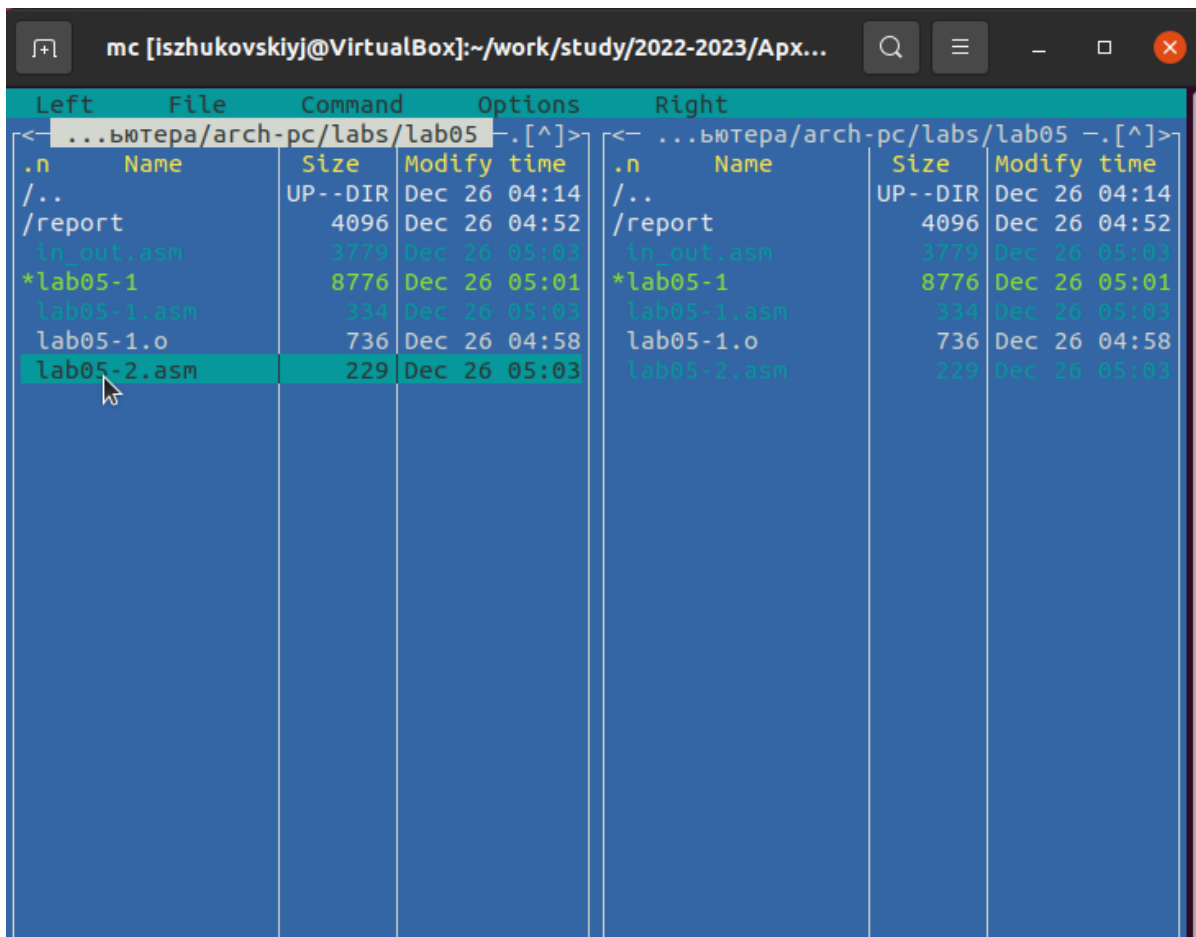 mc [iszhukovskiyj@VirtualBox]:~/work/study/2022-2023/Арх...
Left File Command Options Right
<─ ...ьютера/arch-pc/labs/lab05 ─.[^]> <─ ...ьютера/arch-pc/labs/lab05 ─.[^]>
.n Name Size Modify time .n Name Size Modify time
/.. UP--DIR Dec 26 04:14 /.. UP--DIR Dec 26 04:14
/report 4096 Dec 26 04:52 /report 4096 Dec 26 04:52
in_out.asm 3779 Dec 26 05:03 in_out.asm 3779 Dec 26 05:03
*lab05-1 8776 Dec 26 05:01 *lab05-1 8776 Dec 26 05:01
lab05-1.asm 334 Dec 26 05:03 lab05-1.asm 334 Dec 26 05:03
lab05-1.o 736 Dec 26 04:58 lab05-1.o 736 Dec 26 04:58
lab05-2.asm 229 Dec 26 05:03 lab05-2.asm 229 Dec 26 05:03